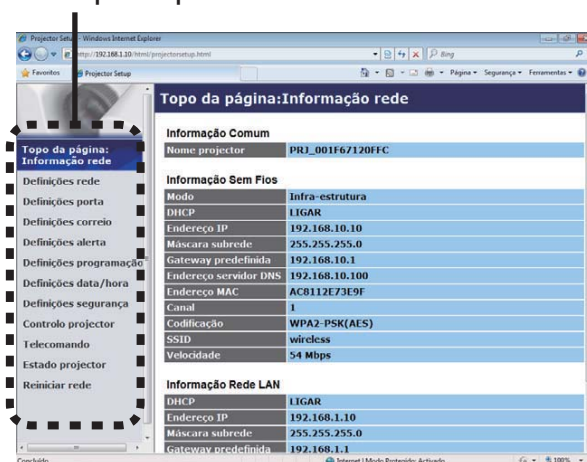 Projector Setup - Windows Internet Explorer
http://192.168.1.10/html/projectorsetup.html
Bing
Favoritos
Projector Setup
Página
Segurança
Ferramentas
Topo da página:
Informação rede
Definições rede
Definições porta
Definições correio
Definições alerta
Definições programação
Definições data/hora
Definições segurança
Controlo projector
Telecomando
Estado projector
Reiniciar rede
Topo da página:Informação rede
Informação Comum
Nome projector PRJ_001F67120FFC
Informação Sem Fios
Modo Infra-estrutura
DHCP LIGAR
Endereço IP 192.168.10.10
Máscara subrede 255.255.255.0
Gateway predefinida 192.168.10.1
Endereço servidor DNS 192.168.10.100
Endereço MAC AC8112E73E9F
Canal 1
Codificação WPA2-PSK(AES)
SSID wireless
Velocidade 54 Mbps
Informação Rede LAN
DHCP LIGAR
Endereço IP 192.168.1.10
Máscara subrede 255.255.255.0
Gateway predefinida 192.168.1.1
Concluído
Internet | Modo Protegido: Activado
100%